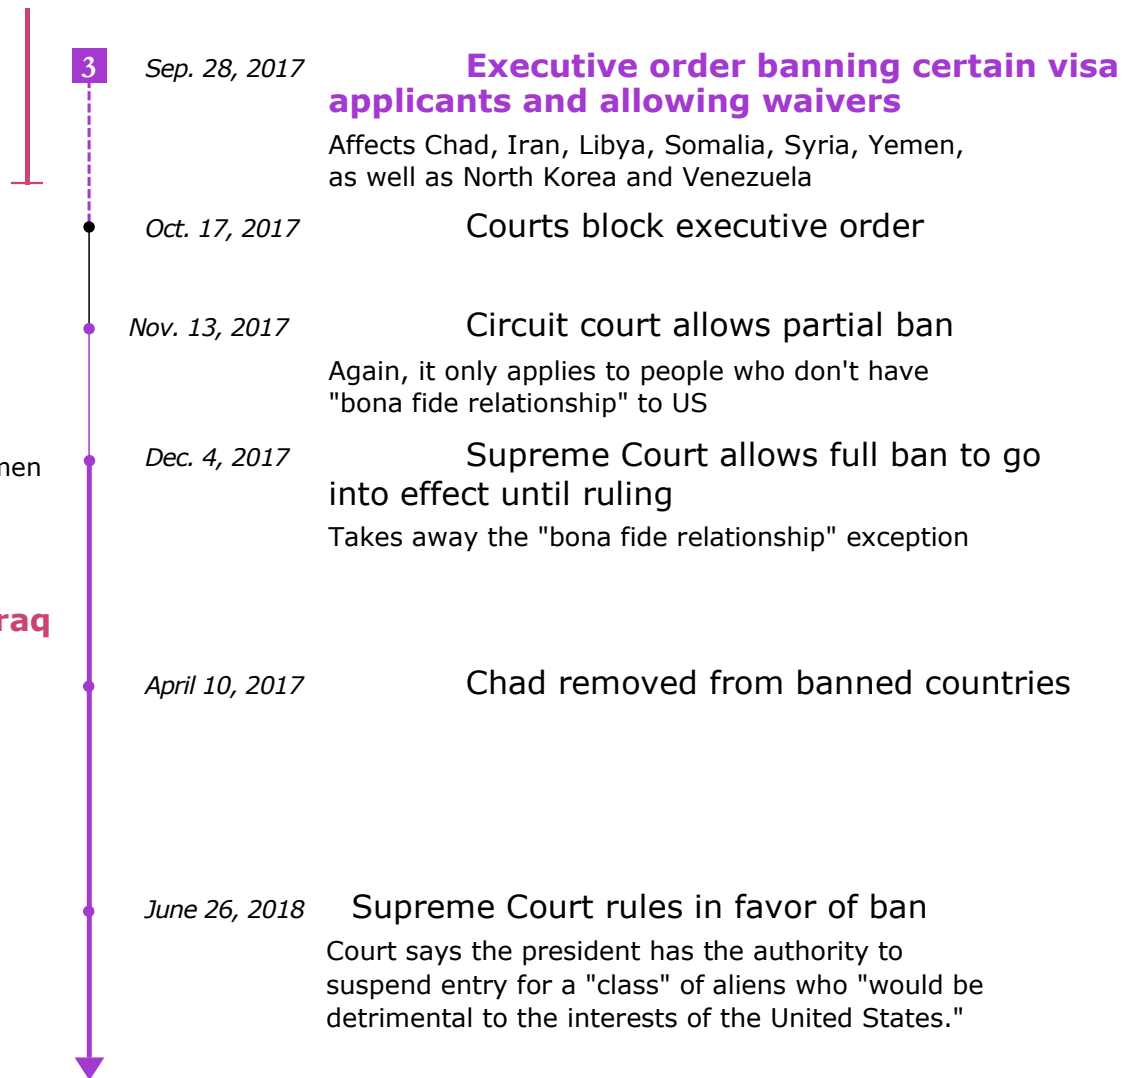 3
Sep. 28, 2017 Executive order banning certain visa
applicants and allowing waivers
Affects Chad, Iran, Libya, Somalia, Syria, Yemen,
as well as North Korea and Venezuela
Oct. 17, 2017 Courts block executive order
Nov. 13, 2017 Circuit court allows partial ban
Again, it only applies to people who don't have
"bona fide relationship" to US
Dec. 4, 2017 Supreme Court allows full ban to go
into effect until ruling
Takes away the "bona fide relationship" exception
men
raq
April 10, 2017 Chad removed from banned countries
June 26, 2018 Supreme Court rules in favor of ban
Court says the president has the authority to
suspend entry for a "class" of aliens who "would be
detrimental to the interests of the United States."